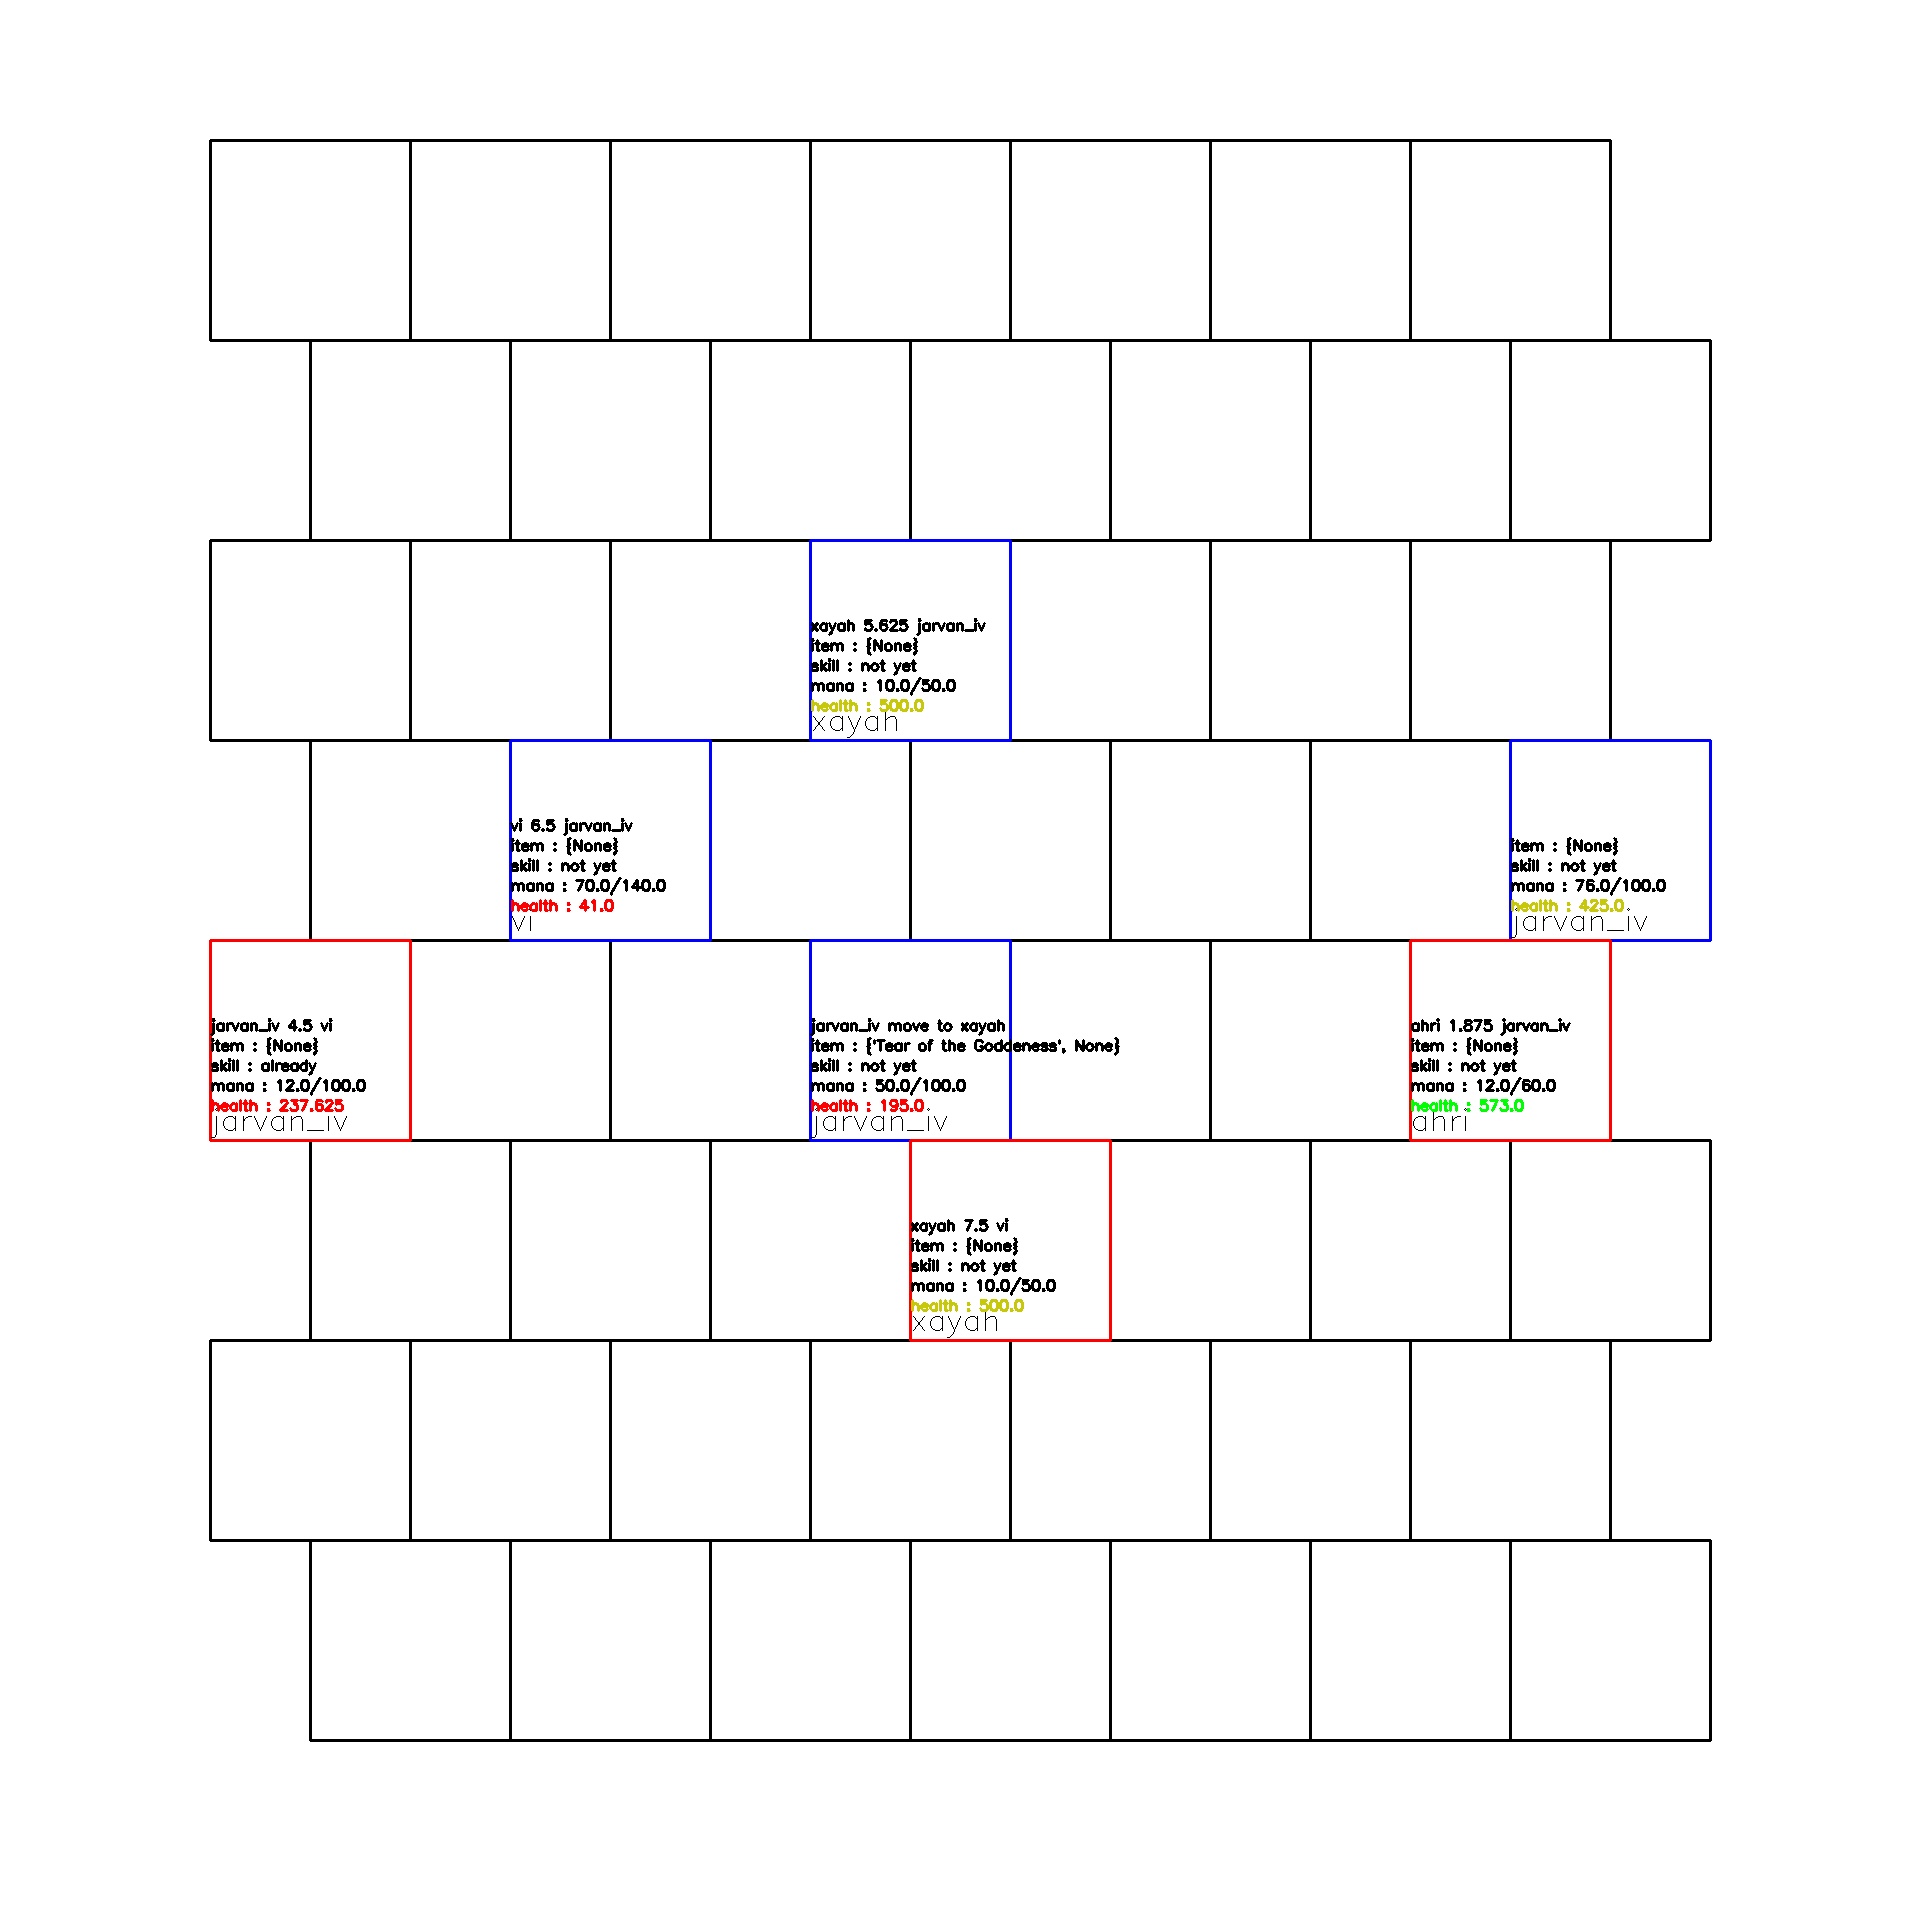 xayah 5.625 jarvan_iv
item : {None}
skill : not yet
mana : 10.0/50.0
health : 500.0
xayah
vi 6.5 jarvan_iv
item : {None}
skill : not yet
mana : 70.0/140.0
health : 41.0
vi
item : {None}
skill : not yet
mana : 76.0/100.0
health : 425.0
jarvan_iv
jarvan_iv 4.5 vi
item : {None}
skill : already
mana : 12.0/100.0
health : 237.625
jarvan_iv
jarvan_iv move to xayah
item : {'Tear of the Goddeness', None}
skill : not yet
mana : 50.0/100.0
health : 195.0
jarvan_iv
ahri 1.875 jarvan_iv
item : {None}
skill : not yet
mana : 12.0/60.0
health : 573.0
ahri
xayah 7.5 vi
item : {None}
skill : not yet
mana : 10.0/50.0
health : 500.0
xayah